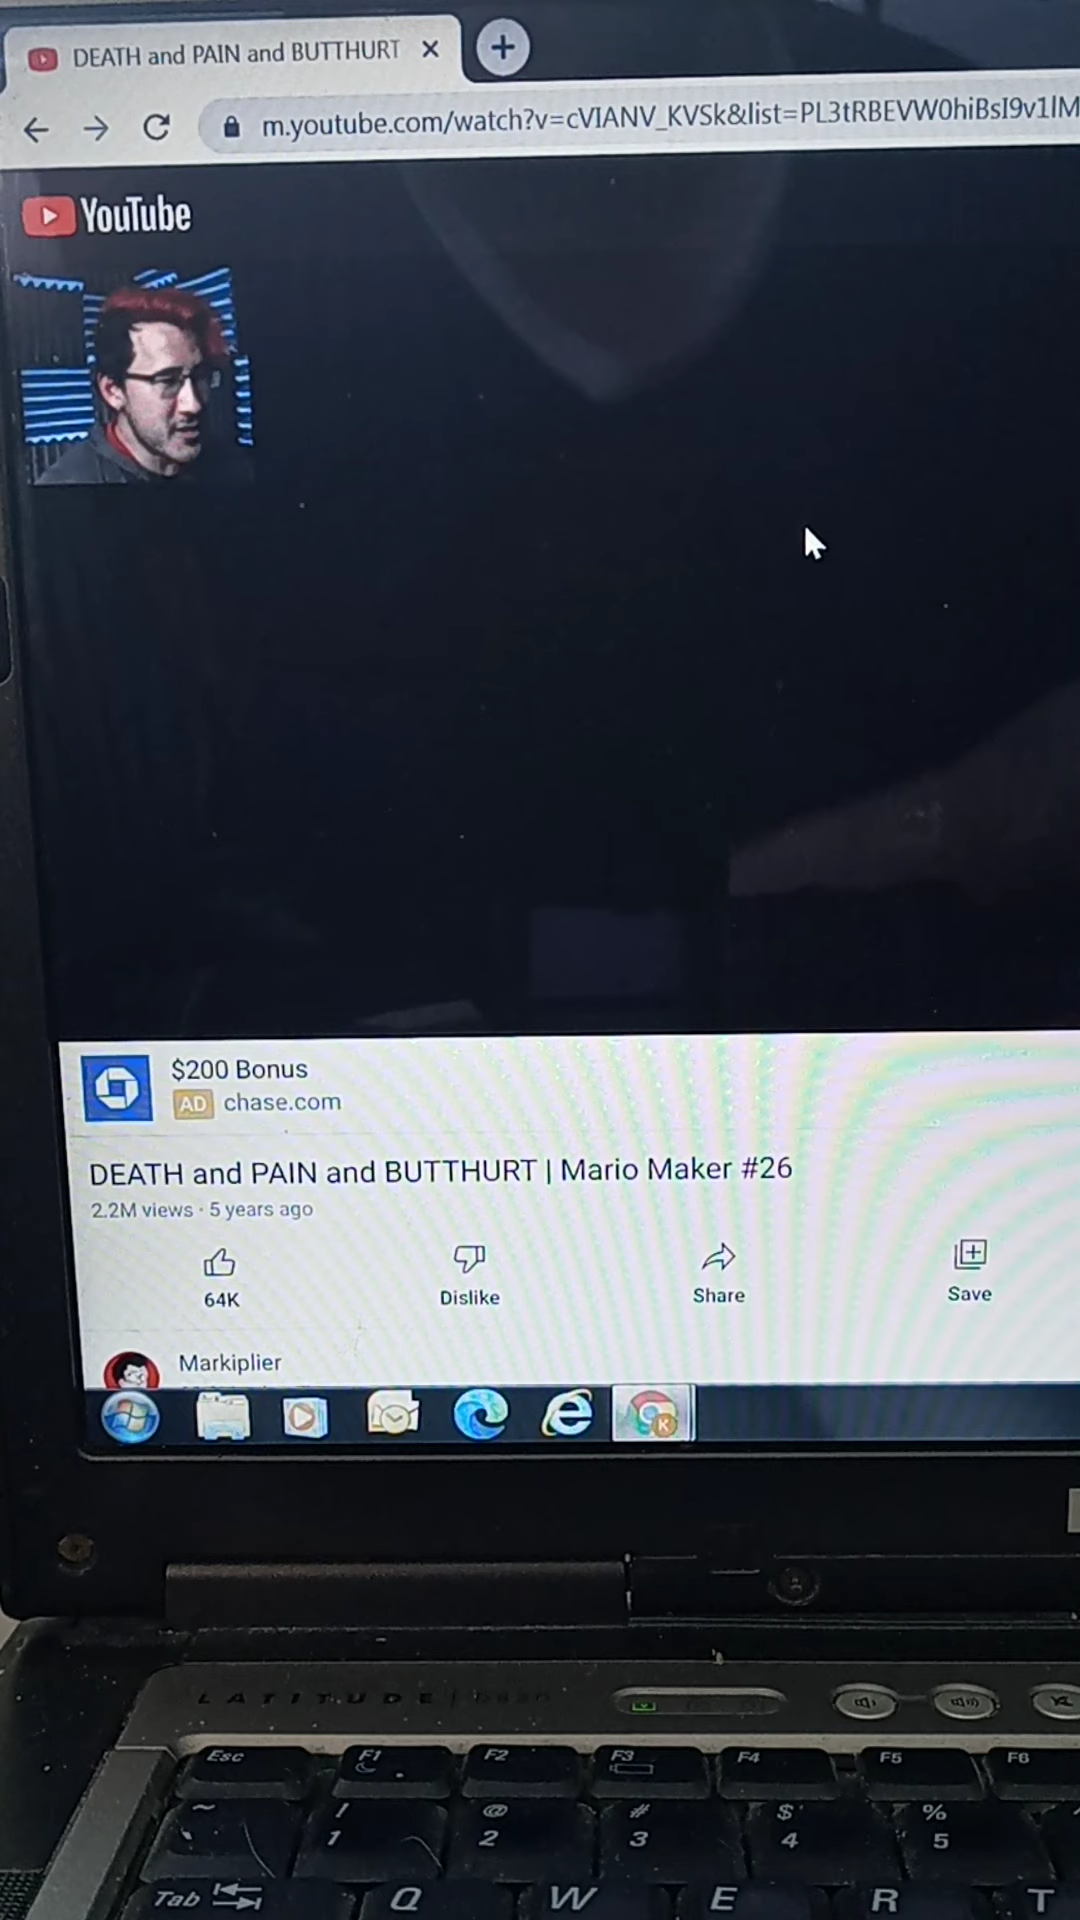 DEATH and PAIN and BUTTHURT
m.youtube.com/watch?v=cVIANV_KVSk&list=PL3tRBEVW0hiBsI9v1lM
YouTube
$200 Bonus
AD chase.com
DEATH and PAIN and BUTTHURT | Mario Maker #26
2.2M views · 5 years ago
64K Dislike Share Save
Markiplier
K
LATITUDE |
Esc F1 F2 F3 F4 F5 F6
~ ! @ # $ % 
` 1 2 3 4 5
Tab Q W E R T